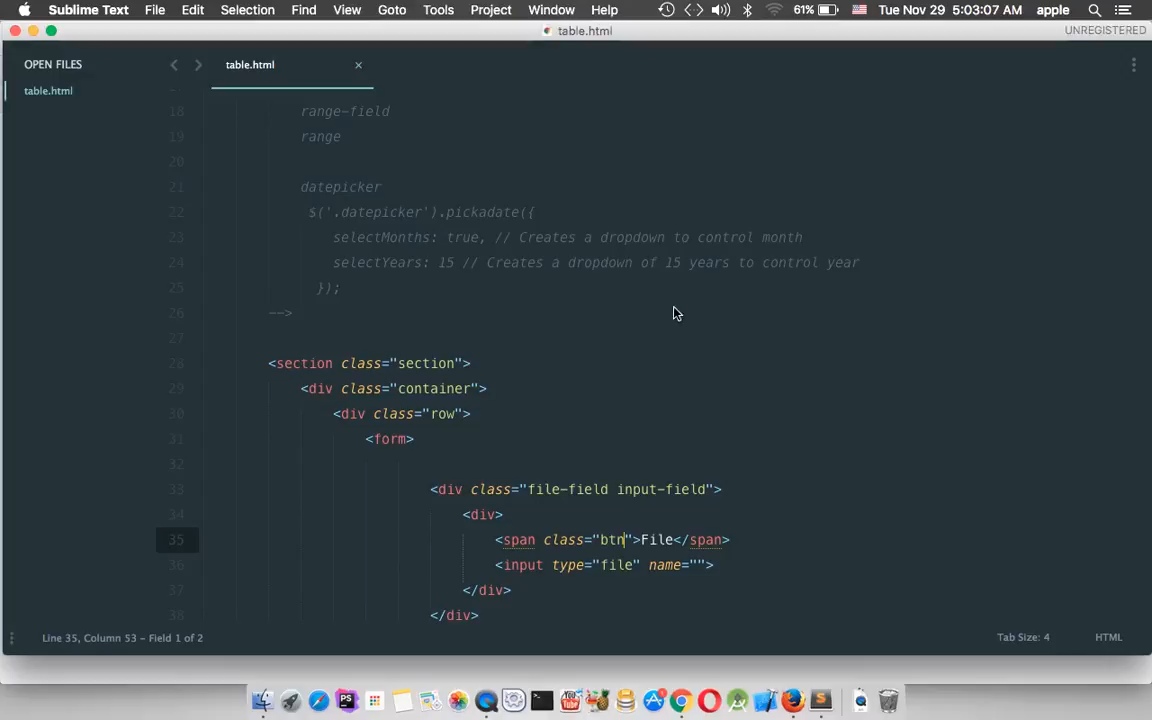 Sublime Text File Edit Selection Find View Goto Tools Project Window Help 61% Tue Nov 29 5:03:07 AM apple
table.html UNREGISTERED
OPEN FILES
table.html
table.html ×
18 range-field
19 range
20
21 datepicker
22 $('.datepicker').pickadate({
23 selectMonths: true, // Creates a dropdown to control month
24 selectYears: 15 // Creates a dropdown of 15 years to control year
25 });
26 -->
27
28 <section class="section">
29 <div class="container">
30 <div class="row">
31 <form>
32
33 <div class="file-field input-field">
34 <div>
35 <span class="btn">File</span>
36 <input type="file" name="">
37 </div>
38 </div>
Line 35, Column 53 - Field 1 of 2 Tab Size: 4 HTML